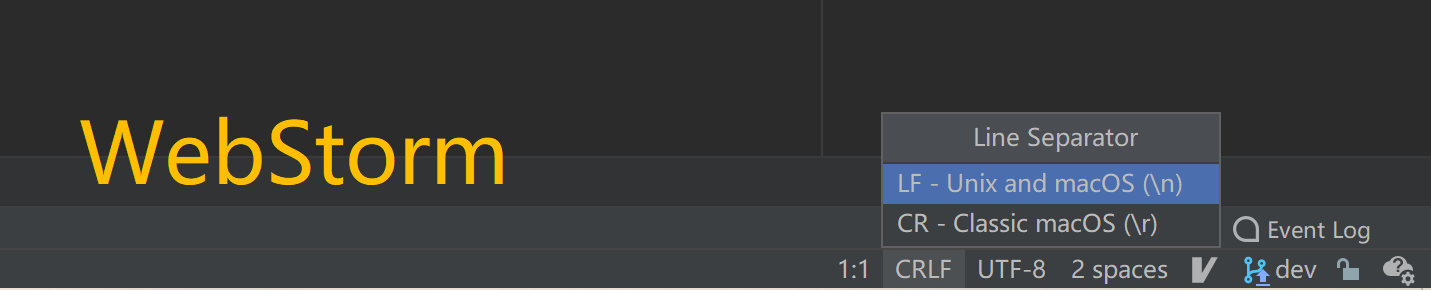 WebStorm
Line Separator
LF - Unix and macOS (\n)
CR - Classic macOS (\r)
Event Log
1:1 CRLF UTF-8 2 spaces dev